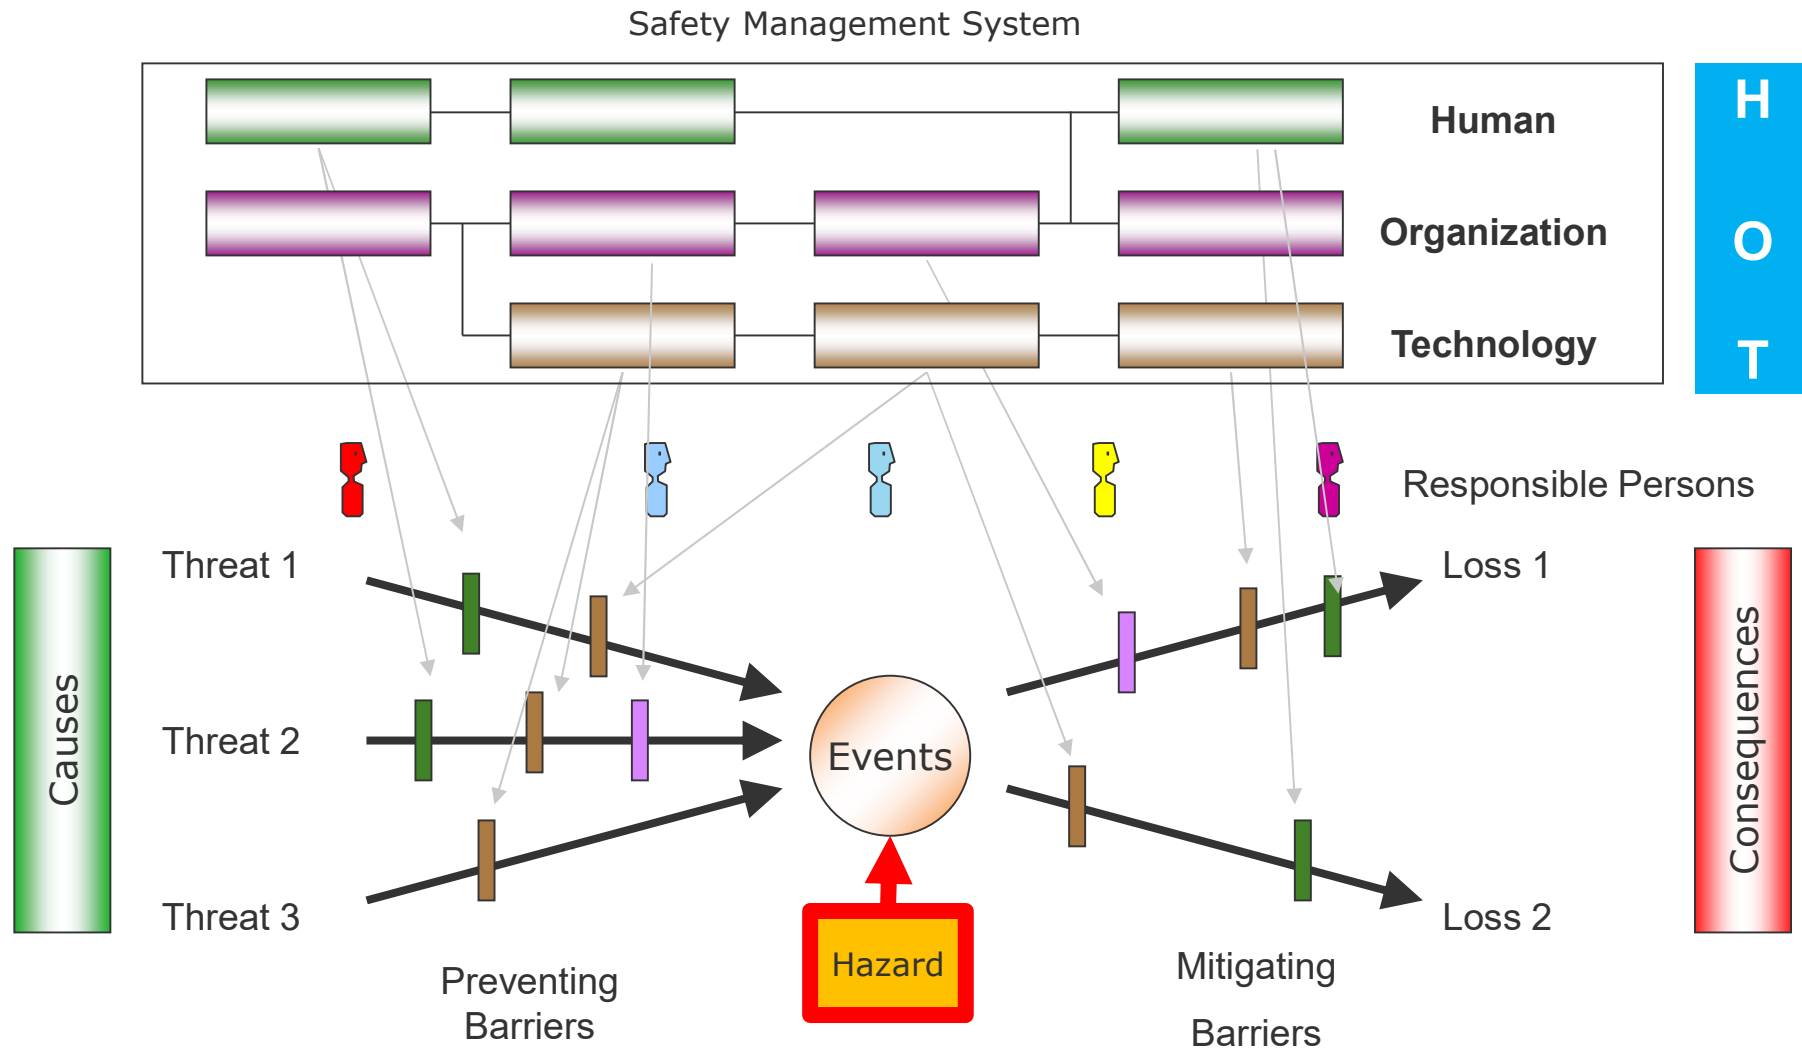 Safety Management System
Human
H
Organization
O
Technology
T
Responsible Persons
Threat 1
Loss 1
Causes
Threat 2
Events
Consequences
Threat 3
Loss 2
Hazard
Preventing
Barriers
Mitigating
Barriers